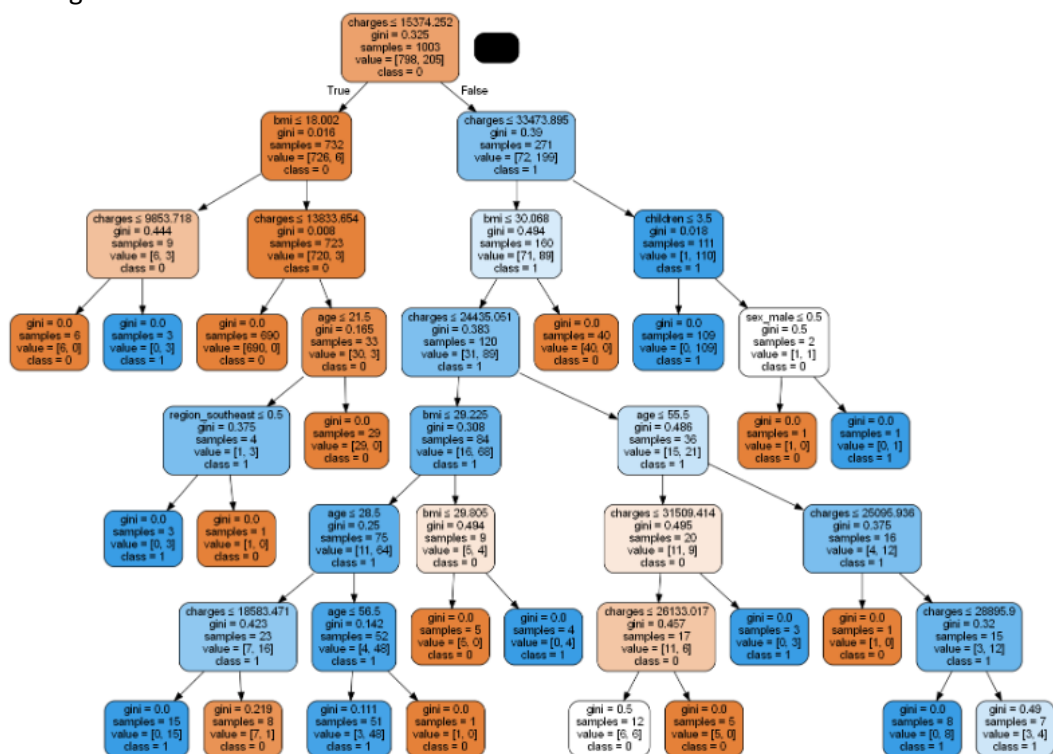 charges ≤ 15374.252
gini = 0.325
samples = 1003
value = [798, 205]
class = 0
True
False
bmi ≤ 18.002
gini = 0.016
samples = 732
value = [726, 6]
class = 0
charges ≤ 33473.895
gini = 0.39
samples = 271
value = [72, 199]
class = 1
charges ≤ 9853.718
gini = 0.444
samples = 9
value = [6, 3]
class = 0
charges ≤ 13833.654
gini = 0.008
samples = 723
value = [720, 3]
class = 0
bmi ≤ 30.068
gini = 0.494
samples = 160
value = [71, 89]
class = 1
children ≤ 3.5
gini = 0.018
samples = 111
value = [1, 110]
class = 1
gini = 0.0
samples = 6
value = [6, 0]
class = 0
gini = 0.0
samples = 3
value = [0, 3]
class = 1
gini = 0.0
samples = 690
value = [690, 0]
class = 0
age ≤ 21.5
gini = 0.165
samples = 33
value = [30, 3]
class = 0
charges ≤ 24435.051
gini = 0.383
samples = 120
value = [31, 89]
class = 1
gini = 0.0
samples = 40
value = [40, 0]
class = 0
gini = 0.0
samples = 109
value = [0, 109]
class = 1
sex_male ≤ 0.5
gini = 0.5
samples = 2
value = [1, 1]
class = 0
region_southeast ≤ 0.5
gini = 0.375
samples = 4
value = [1, 3]
class = 1
gini = 0.0
samples = 29
value = [29, 0]
class = 0
bmi ≤ 29.225
gini = 0.308
samples = 84
value = [16, 68]
class = 1
age ≤ 55.5
gini = 0.486
samples = 36
value = [15, 21]
class = 1
gini = 0.0
samples = 1
value = [1, 0]
class = 0
gini = 0.0
samples = 1
value = [0, 1]
class = 1
gini = 0.0
samples = 3
value = [0, 3]
class = 1
gini = 0.0
samples = 1
value = [1, 0]
class = 0
age ≤ 28.5
gini = 0.25
samples = 75
value = [11, 64]
class = 1
bmi ≤ 29.805
gini = 0.494
samples = 9
value = [5, 4]
class = 0
charges ≤ 31509.414
gini = 0.495
samples = 20
value = [11, 9]
class = 0
charges ≤ 25095.936
gini = 0.375
samples = 16
value = [4, 12]
class = 1
charges ≤ 18583.471
gini = 0.423
samples = 23
value = [7, 16]
class = 1
age ≤ 56.5
gini = 0.142
samples = 52
value = [4, 48]
class = 1
gini = 0.0
samples = 5
value = [5, 0]
class = 0
gini = 0.0
samples = 4
value = [0, 4]
class = 1
charges ≤ 26133.017
gini = 0.457
samples = 17
value = [11, 6]
class = 0
gini = 0.0
samples = 3
value = [0, 3]
class = 1
gini = 0.0
samples = 1
value = [1, 0]
class = 0
charges ≤ 28895.9
gini = 0.32
samples = 15
value = [3, 12]
class = 1
gini = 0.0
samples = 15
value = [0, 15]
class = 1
gini = 0.219
samples = 8
value = [7, 1]
class = 0
gini = 0.111
samples = 51
value = [3, 48]
class = 1
gini = 0.0
samples = 1
value = [1, 0]
class = 0
gini = 0.5
samples = 12
value = [6, 6]
class = 0
gini = 0.0
samples = 5
value = [5, 0]
class = 0
gini = 0.0
samples = 8
value = [0, 8]
class = 1
gini = 0.49
samples = 7
value = [3, 4]
class = 1